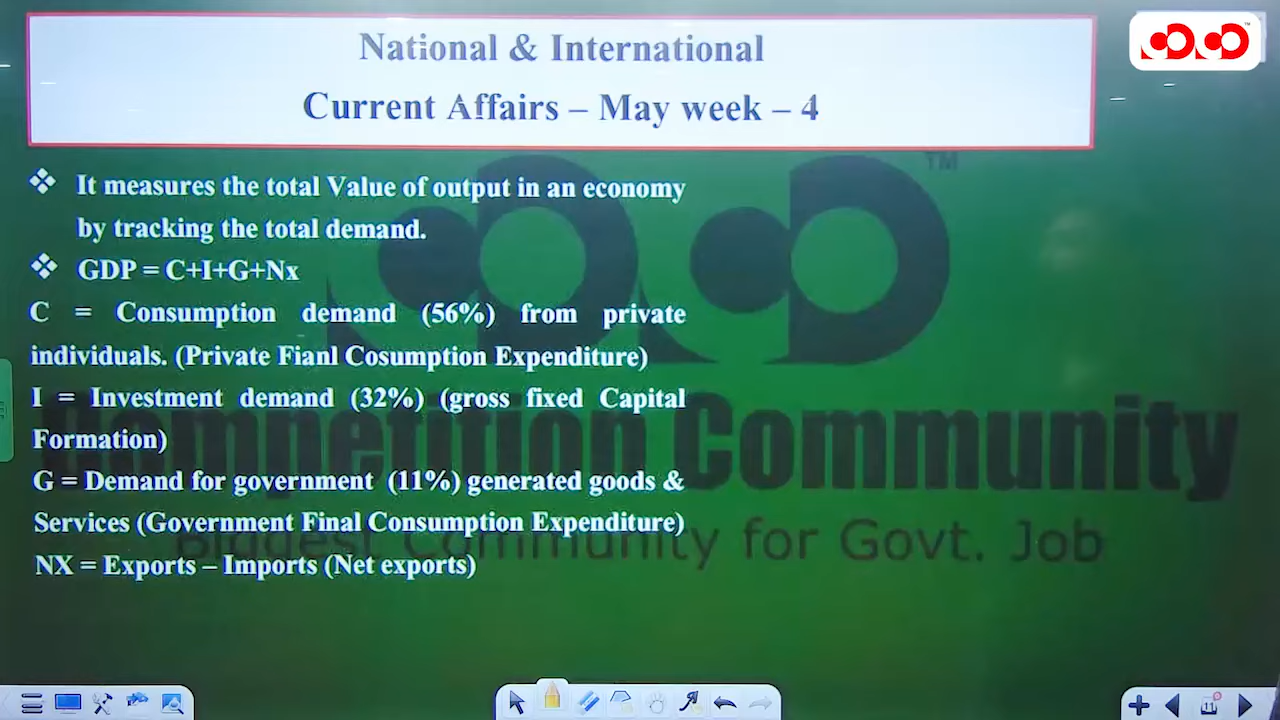 National & International
Current Affairs – May week – 4
TM
❖ It measures the total Value of output in an economy
by tracking the total demand.
❖ GDP = C+I+G+Nx
C = Consumption demand (56%) from private
individuals. (Private Fianl Cosumption Expenditure)
I = Investment demand (32%) (gross fixed Capital
Formation)
G = Demand for government (11%) generated goods &
Services (Government Final Consumption Expenditure)
NX = Exports – Imports (Net exports)
Competition Community
Biggest Community for Govt. Job
11